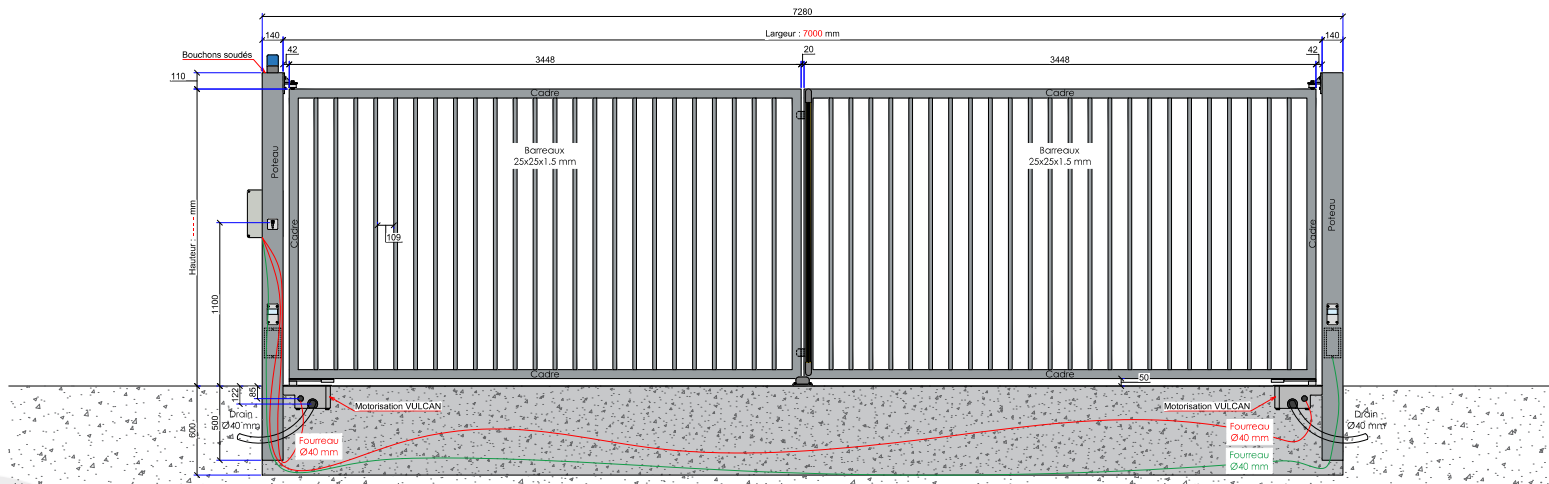 7280
140
Largeur : 7000 mm
140
Bouchons soudés
42
20
42
3448
3448
110
Cadre
Cadre
Barreaux
25x25x1.5 mm
Barreaux
25x25x1.5 mm
Poteau
Poteau
Hauteur : ---- mm
Cadre
Cadre
109
1100
Cadre
Cadre
50
122
85
Motorisation VULCAN
Motorisation VULCAN
Drain
Ø40 mm
Drain
Ø40 mm
600
500
Fourreau
Ø40 mm
Fourreau
Ø40 mm
Fourreau
Ø40 mm